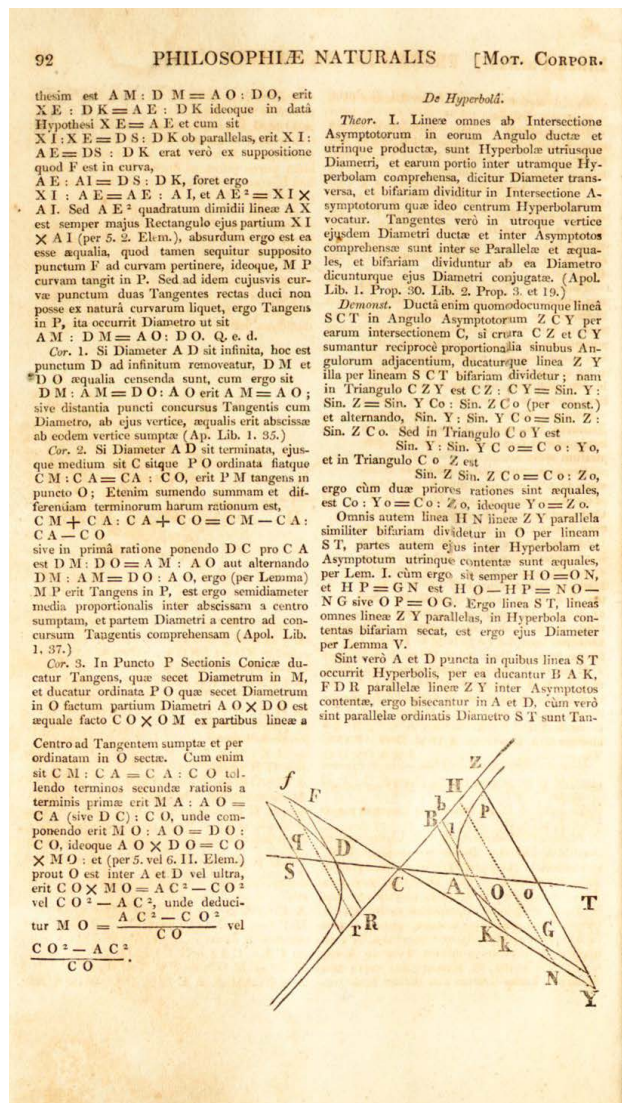 92 PHILOSOPHIÆ NATURALIS [MOT. CORPOR.
thesim est A M : D M = A O : D O, erit
X E : D K = A E : D K ideoque in datâ
Hypothesi X E = A E et cum sit
X I : X E = D S : D K ob parallelas, erit X I :
A E = DS : D K erat verò ex suppositione
quod F est in curva,
A E : AI = D S : D K, foret ergo
X I : A E = A E : A I, et A E ² = X I ×
A I. Sed A E ² quadratum dimidii lineæ A X
est semper majus Rectangulo ejus partium X I
× A I (per 5. 2. Elem.), absurdum ergo est ea
esse æqualia, quod tamen sequitur supposito
punctum F ad curvam pertinere, ideoque, M P
curvam tangit in P. Sed ad idem cujusvis cur-
væ punctum duas Tangentes rectas duci non
posse ex naturâ curvarum liquet, ergo Tangens
in P, ita occurrit Diametro ut sit
A M : D M = A O : D O. Q. e. d.
Cor. 1. Si Diameter A D sit infinita, hoc est
punctum D ad infinitum removeatur, D M et
D O æqualia censenda sunt, cum ergo sit
D M : A M = D O : A O erit A M = A O ;
sive distantia puncti concursus Tangentis cum
Diametro, ab ejus vertice, æqualis erit abscissæ
ab eodem vertice sumptæ (Ap. Lib. 1. 35.)
Cor. 2. Si Diameter A D sit terminata, ejus-
que medium sit C sitque P O ordinata fiatque
C M : C A = CA : C O, erit P M tangens in
puncto O ; Etenim sumendo summam et dif-
ferentiam terminorum harum rationum est,
C M + C A : C A + C O = C M — C A :
C A — C O
sive in primâ ratione ponendo D C pro C A
est D M : D O = A M : A O aut alternando
D M : A M = D O : A O, ergo (per Lemma)
M P erit Tangens in P, est ergo semidiameter
media proportionalis inter abscissam a centro
sumptam, et partem Diametri a centro ad con-
cursum Tangentis comprehensam (Apol. Lib.
1. 37.)
Cor. 3. In Puncto P Sectionis Conicæ du-
catur Tangens, quæ secet Diametrum in M,
et ducatur ordinata P O quæ secet Diametrum
in O factum partium Diametri A O × D O est
æquale facto C O × O M ex partibus lineæ a
Centro ad Tangentem sumptæ et per
ordinatam in O sectæ. Cum enim
sit C M : C A = C A : C O tol-
lendo terminos secundæ rationis a
terminis primæ erit M A : A O =
C A (sive D C) : C O, unde com-
ponendo erit M O : A O = D O :
C O, ideoque A O × D O = C O
× M O : et (per 5. vel 6. II. Elem.)
prout O est inter A et D vel ultra,
erit C O × M O = A C ² — C O ²
vel C O ² — A C ², unde deduci-
tur M O = A C ² — C O ² / C O vel
C O ² — A C ² / C O .
De Hyperbolâ.
Theor. I. Lineæ omnes ab Intersectione
Asymptotorum in eorum Angulo ductæ et
utrinque productæ, sunt Hyperbolæ utriusque
Diametri, et earum portio inter utramque Hy-
perbolam comprehensa, dicitur Diameter trans-
versa, et bifariam dividitur in Intersectione A-
symptotorum quæ ideo centrum Hyperbolarum
vocatur. Tangentes verò in utroque vertice
ejusdem Diametri ductæ et inter Asymptotos
comprehensæ sunt inter se Parallelæ et æqua-
les, et bifariam dividuntur ab ea Diametro
dicunturque ejus Diametri conjugatæ. (Apol.
Lib. 1. Prop. 30. Lib. 2. Prop. 3. et 19.)
Demonst. Ductâ enim quomodocumque lineâ
S C T in Angulo Asymptotorum Z C Y per
earum intersectionem C, si crura C Z et C Y
sumantur reciprocè proportionalia sinubus An-
gulorum adjacentium, ducaturque linea Z Y
illa per lineam S C T bifariam dividetur ; nam
in Triangulo C Z Y est C Z : C Y = Sin. Y :
Sin. Z = Sin. Y C o : Sin. Z C o (per const.)
et alternando, Sin. Y : Sin. Y C o = Sin. Z :
Sin. Z C o. Sed in Triangulo C o Y est
Sin. Y : Sin. Y C o = C o : Y o,
et in Triangulo C o Z est
Sin. Z Sin. Z C o = C o : Z o,
ergo cùm duæ priores rationes sint æquales,
est C o : Y o = C o : Z o, ideoque Y o = Z o.
Omnis autem linea H N lineæ Z Y parallela
similiter bifariam dividetur in O per lineam
S T, partes autem ejus inter Hyperbolam et
Asymptotum utrinque contentæ sunt æquales,
per Lem. I. cùm ergo sit semper H O = O N,
et H P = G N est H O — H P = N O —
N G sive O P = O G. Ergo linea S T, lineas
omnes lineæ Z Y parallelas, in Hyperbola con-
tentas bifariam secat, est ergo ejus Diameter
per Lemma V.
Sint verò A et D puncta in quibus linea S T
occurrit Hyperbolis, per ea ducantur B A K,
F D R parallelæ lineæ Z Y inter Asymptotos
contentæ, ergo bisecantur in A et D, cùm verò
sint parallelæ ordinatis Diametro S T sunt Tan-
Z
H
f
F
b
B
p
l
q
D
S
C
A
O
o
T
r
R
K
k
G
N
Y